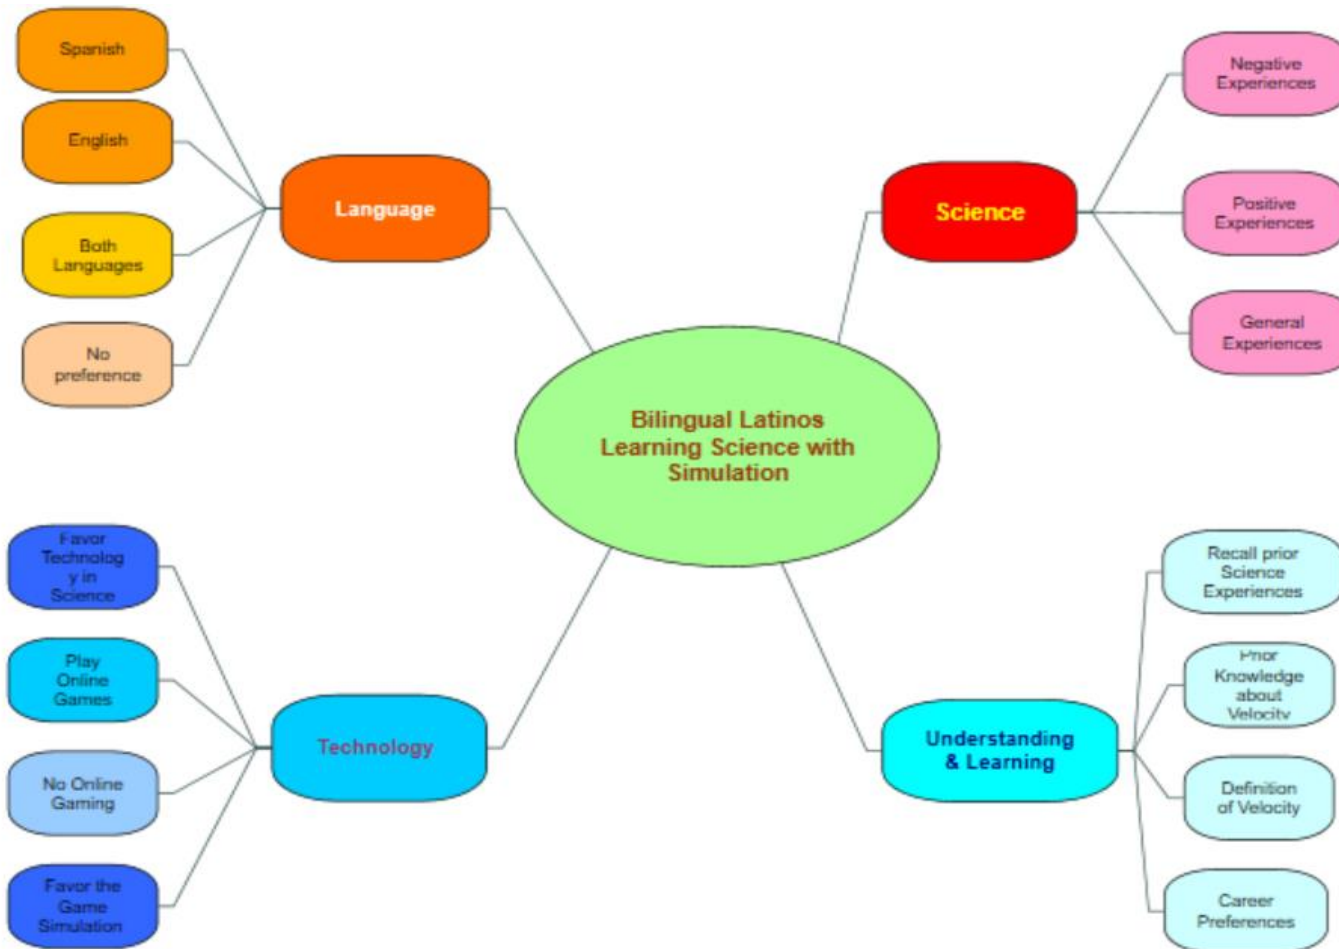 Spanish
English
Both
Languages
No
preference
Language
Science
Negative
Experiences
Positive
Experiences
General
Experiences
Bilingual Latinos
Learning Science with
Simulation
Favor
Technolog
y in
Science
Play
Online
Games
No Online
Gaming
Favor the
Game
Simulation
Technology
Understanding
& Learning
Recall prior
Science
Experiences
Prior
Knowledge
about
Velocity
Definition
of Velocity
Career
Preferences